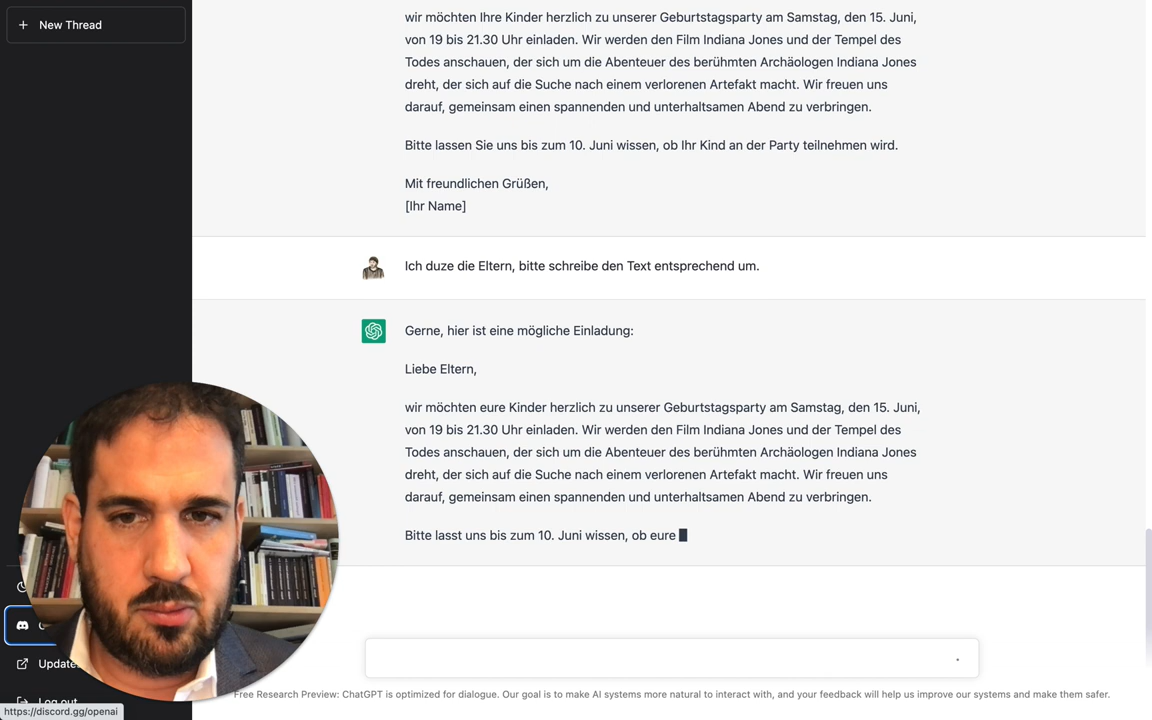 New Thread
wir möchten Ihre Kinder herzlich zu unserer Geburtstagsparty am Samstag, den 15. Juni,
von 19 bis 21.30 Uhr einladen. Wir werden den Film Indiana Jones und der Tempel des
Todes anschauen, der sich um die Abenteuer des berühmten Archäologen Indiana Jones
dreht, der sich auf die Suche nach einem verlorenen Artefakt macht. Wir freuen uns
darauf, gemeinsam einen spannenden und unterhaltsamen Abend zu verbringen.
Bitte lassen Sie uns bis zum 10. Juni wissen, ob Ihr Kind an der Party teilnehmen wird.
Mit freundlichen Grüßen,
[Ihr Name]
Ich duze die Eltern, bitte schreibe den Text entsprechend um.
Gerne, hier ist eine mögliche Einladung:
Liebe Eltern,
wir möchten eure Kinder herzlich zu unserer Geburtstagsparty am Samstag, den 15. Juni,
von 19 bis 21.30 Uhr einladen. Wir werden den Film Indiana Jones und der Tempel des
Todes anschauen, der sich um die Abenteuer des berühmten Archäologen Indiana Jones
dreht, der sich auf die Suche nach einem verlorenen Artefakt macht. Wir freuen uns
darauf, gemeinsam einen spannenden und unterhaltsamen Abend zu verbringen.
Bitte lasst uns bis zum 10. Juni wissen, ob eure
Update
Log out
Free Research Preview: ChatGPT is optimized for dialogue. Our goal is to make AI systems more natural to interact with, and your feedback will help us improve our systems and make them safer.
https://discord.gg/openai